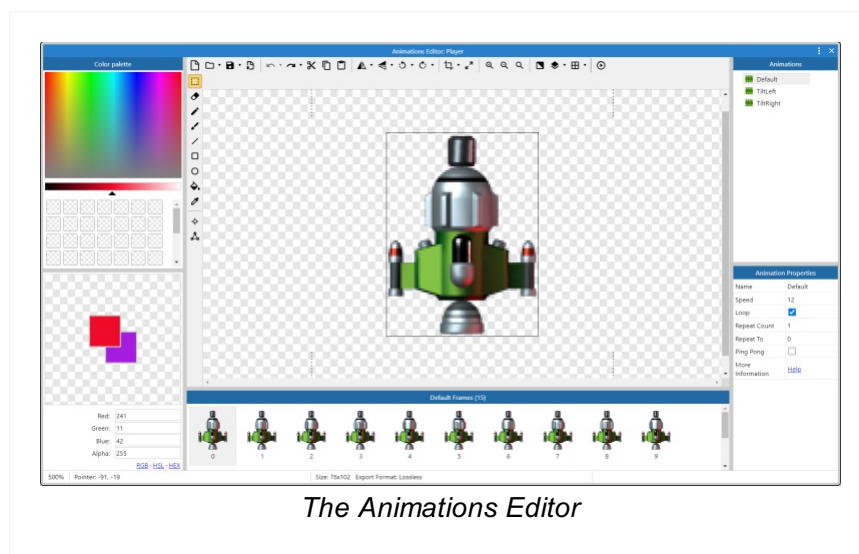 Animations Editor: Player
Color palette
Animations
Default
TiltLeft
TiltRight
Animation Properties
Name Default
Speed 12
Loop
Repeat Count 1
Repeat To 0
Ping Pong
More
Information Help
Default Frames (15)
0 1 2 3 4 5 6 7 8 9
Red: 241
Green: 11
Blue: 42
Alpha: 255
RGB - HSL - HEX
500% Pointer: -91, -19 Size: 76x102 Export Format: Lossless
The Animations Editor